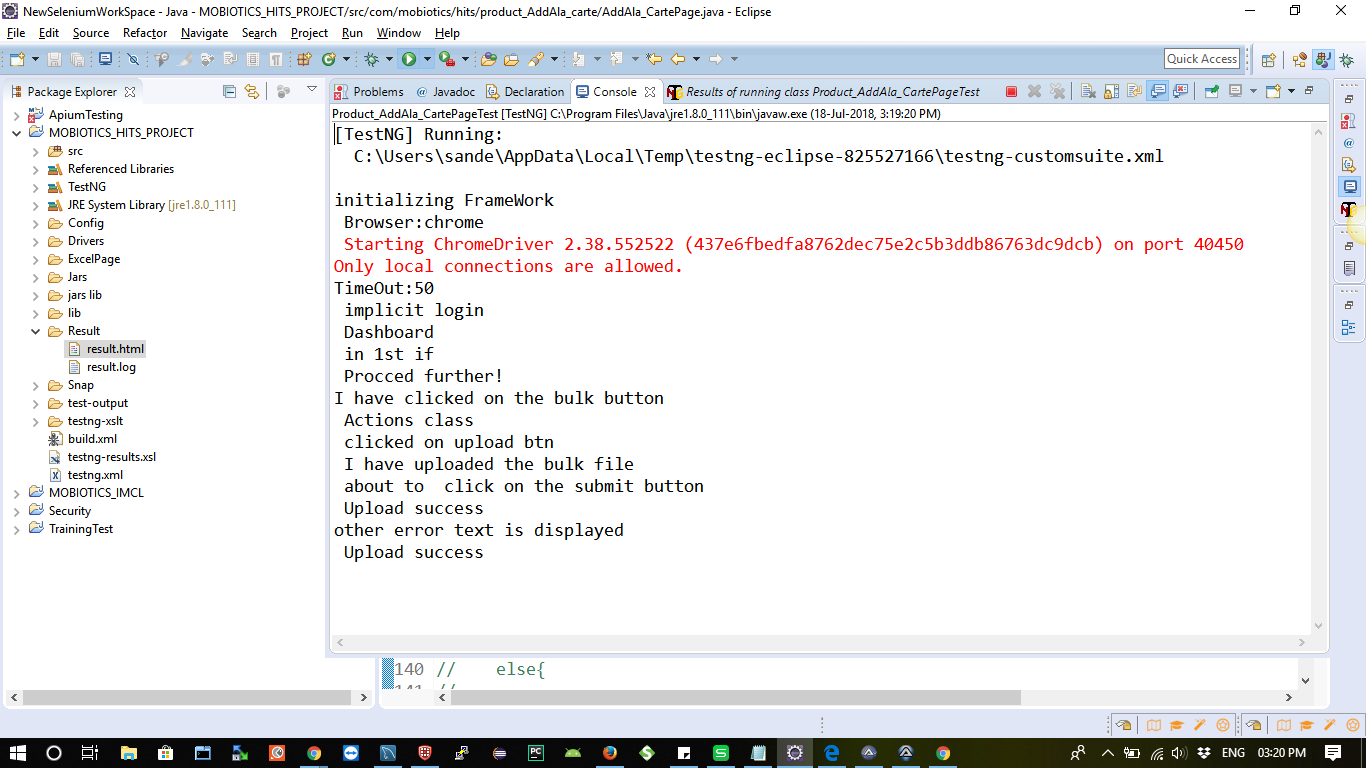 NewSeleniumWorkSpace - Java - MOBIOTICS_HITS_PROJECT/src/com/mobiotics/hits/product_AddAla_carte/AddAla_CartePage.java - Eclipse
File Edit Source Refactor Navigate Search Project Run Window Help
Quick Access
Package Explorer
ApiumTesting
MOBIOTICS_HITS_PROJECT
src
Referenced Libraries
TestNG
JRE System Library [jre1.8.0_111]
Config
Drivers
ExcelPage
Jars
jars lib
lib
Result
result.html
result.log
Snap
test-output
testng-xslt
build.xml
testng-results.xsl
testng.xml
MOBIOTICS_IMCL
Security
TrainingTest
Problems @ Javadoc Declaration Console Results of running class Product_AddAla_CartePageTest
Product_AddAla_CartePageTest [TestNG] C:\Program Files\Java\jre1.8.0_111\bin\javaw.exe (18-Jul-2018, 3:19:20 PM)
[TestNG] Running:
C:\Users\sande\AppData\Local\Temp\testng-eclipse-825527166\testng-customsuite.xml
initializing FrameWork
Browser:chrome
Starting ChromeDriver 2.38.552522 (437e6fbedfa8762dec75e2c5b3ddb86763dc9dcb) on port 40450
Only local connections are allowed.
TimeOut:50
implicit login
Dashboard
in 1st if
Procced further!
I have clicked on the bulk button
Actions class
clicked on upload btn
I have uploaded the bulk file
about to  click on the submit button
Upload success
other error text is displayed
Upload success
140 // else{
141 //
ENG 03:20 PM